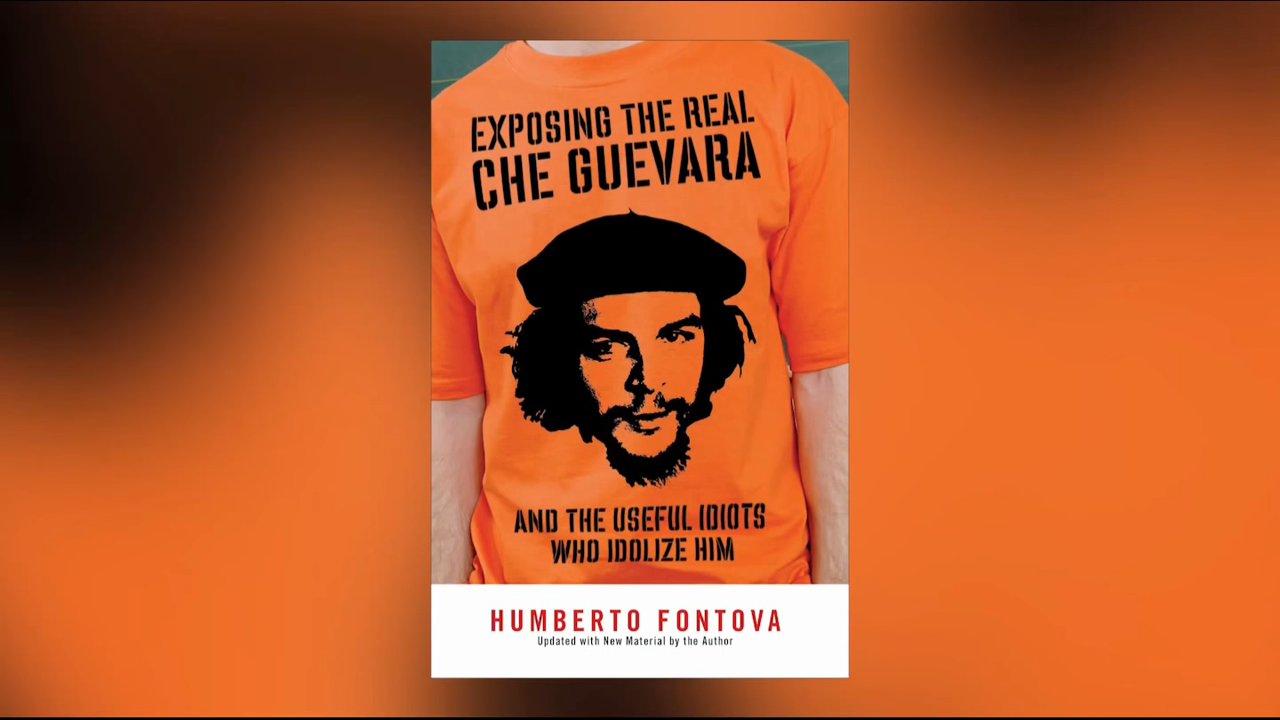 EXPOSING THE REAL
CHE GUEVARA
AND THE USEFUL IDIOTS
WHO IDOLIZE HIM
HUMBERTO FONTOVA
Updated with New Material by the Author